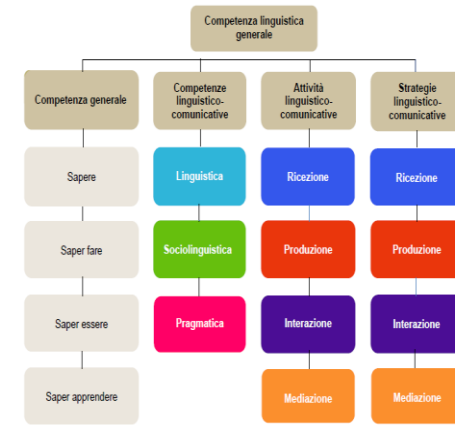 Competenza linguistica
generale
Competenza generale
Competenze
linguistico-
comunicative
Attività
linguistico-
comunicative
Strategie
linguistico-
comunicative
Sapere
Linguistica
Ricezione
Ricezione
Saper fare
Sociolinguistica
Produzione
Produzione
Saper essere
Pragmatica
Interazione
Interazione
Saper apprendere
Mediazione
Mediazione